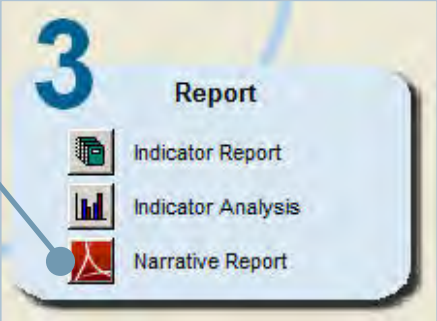 3
Report
Indicator Report
Indicator Analysis
Narrative Report